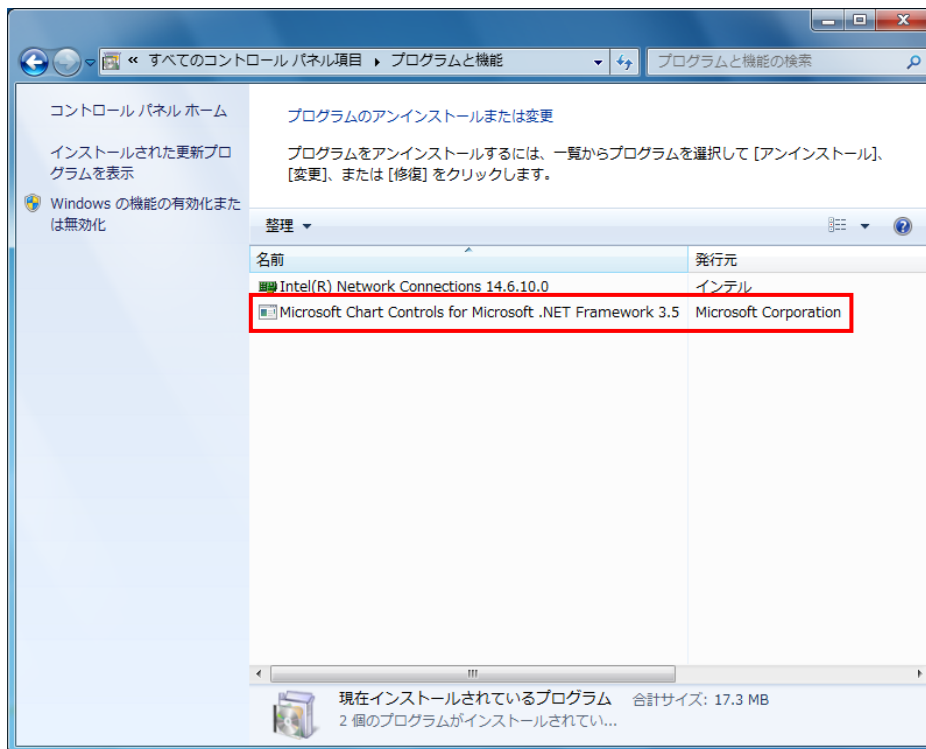 « すべてのコントロール パネル項目 ▸ プログラムと機能
プログラムと機能の検索
コントロール パネル ホーム
インストールされた更新プロ
グラムを表示
Windows の機能の有効化また
は無効化
プログラムのアンインストールまたは変更
プログラムをアンインストールするには、一覧からプログラムを選択して [アンインストール]、
[変更]、または [修復] をクリックします。
整理 ▼
名前 発行元
Intel(R) Network Connections 14.6.10.0 インテル
Microsoft Chart Controls for Microsoft .NET Framework 3.5 Microsoft Corporation
現在インストールされているプログラム 合計サイズ: 17.3 MB
2 個のプログラムがインストールされてい...